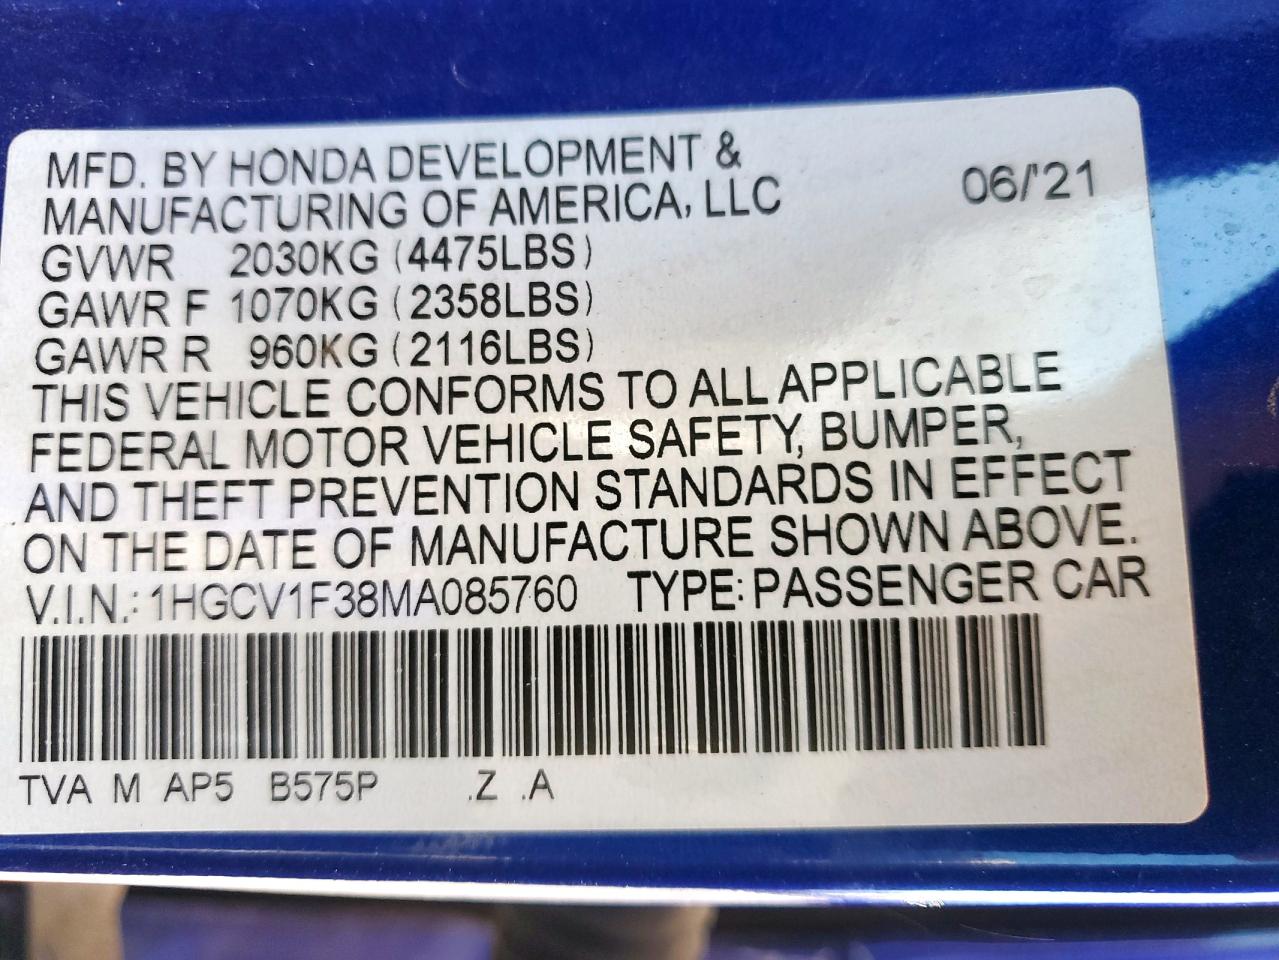 MFD. BY HONDA DEVELOPMENT &
MANUFACTURING OF AMERICA, LLC 06/'21
GVWR 2030KG (4475LBS)
GAWR F 1070KG (2358LBS)
GAWR R 960KG (2116LBS)
THIS VEHICLE CONFORMS TO ALL APPLICABLE
FEDERAL MOTOR VEHICLE SAFETY, BUMPER,
AND THEFT PREVENTION STANDARDS IN EFFECT
ON THE DATE OF MANUFACTURE SHOWN ABOVE.
V.I.N.: 1HGCV1F38MA085760 TYPE: PASSENGER CAR
TVA M AP5 B575P .Z .A